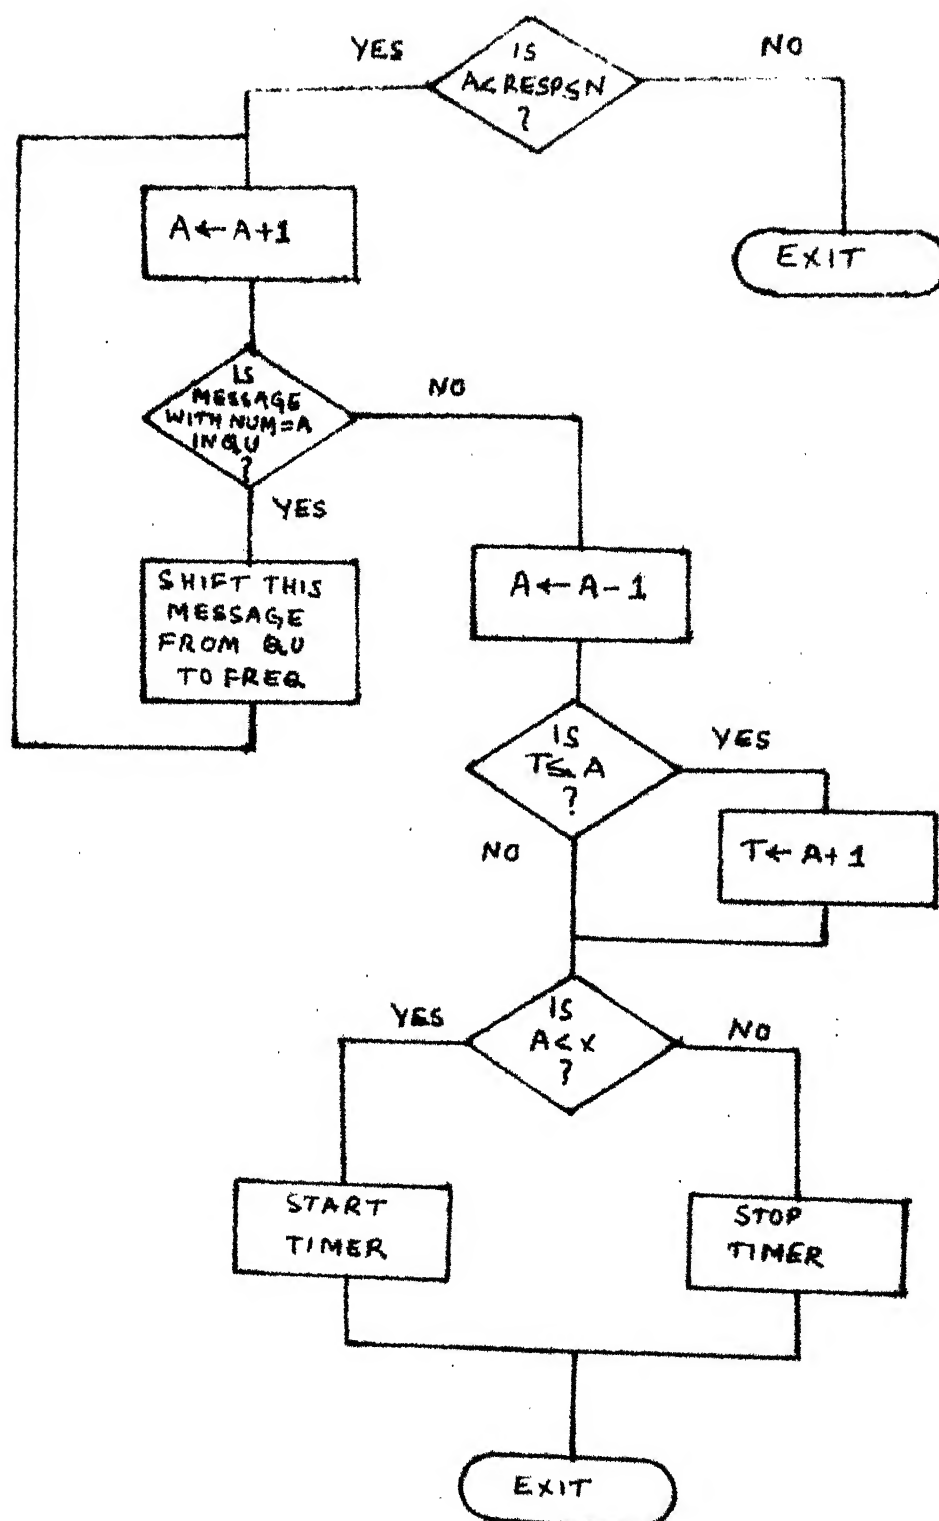 YES
IS
A<RESP≤N
?
NO
A←A+1
EXIT
IS
MESSAGE
WITH NUM=A
IN QU
?
NO
YES
SHIFT THIS
MESSAGE
FROM QU
TO FREQ
A←A-1
IS
T≤A
?
YES
NO
T←A+1
IS
A<X
?
YES
NO
START
TIMER
STOP
TIMER
EXIT